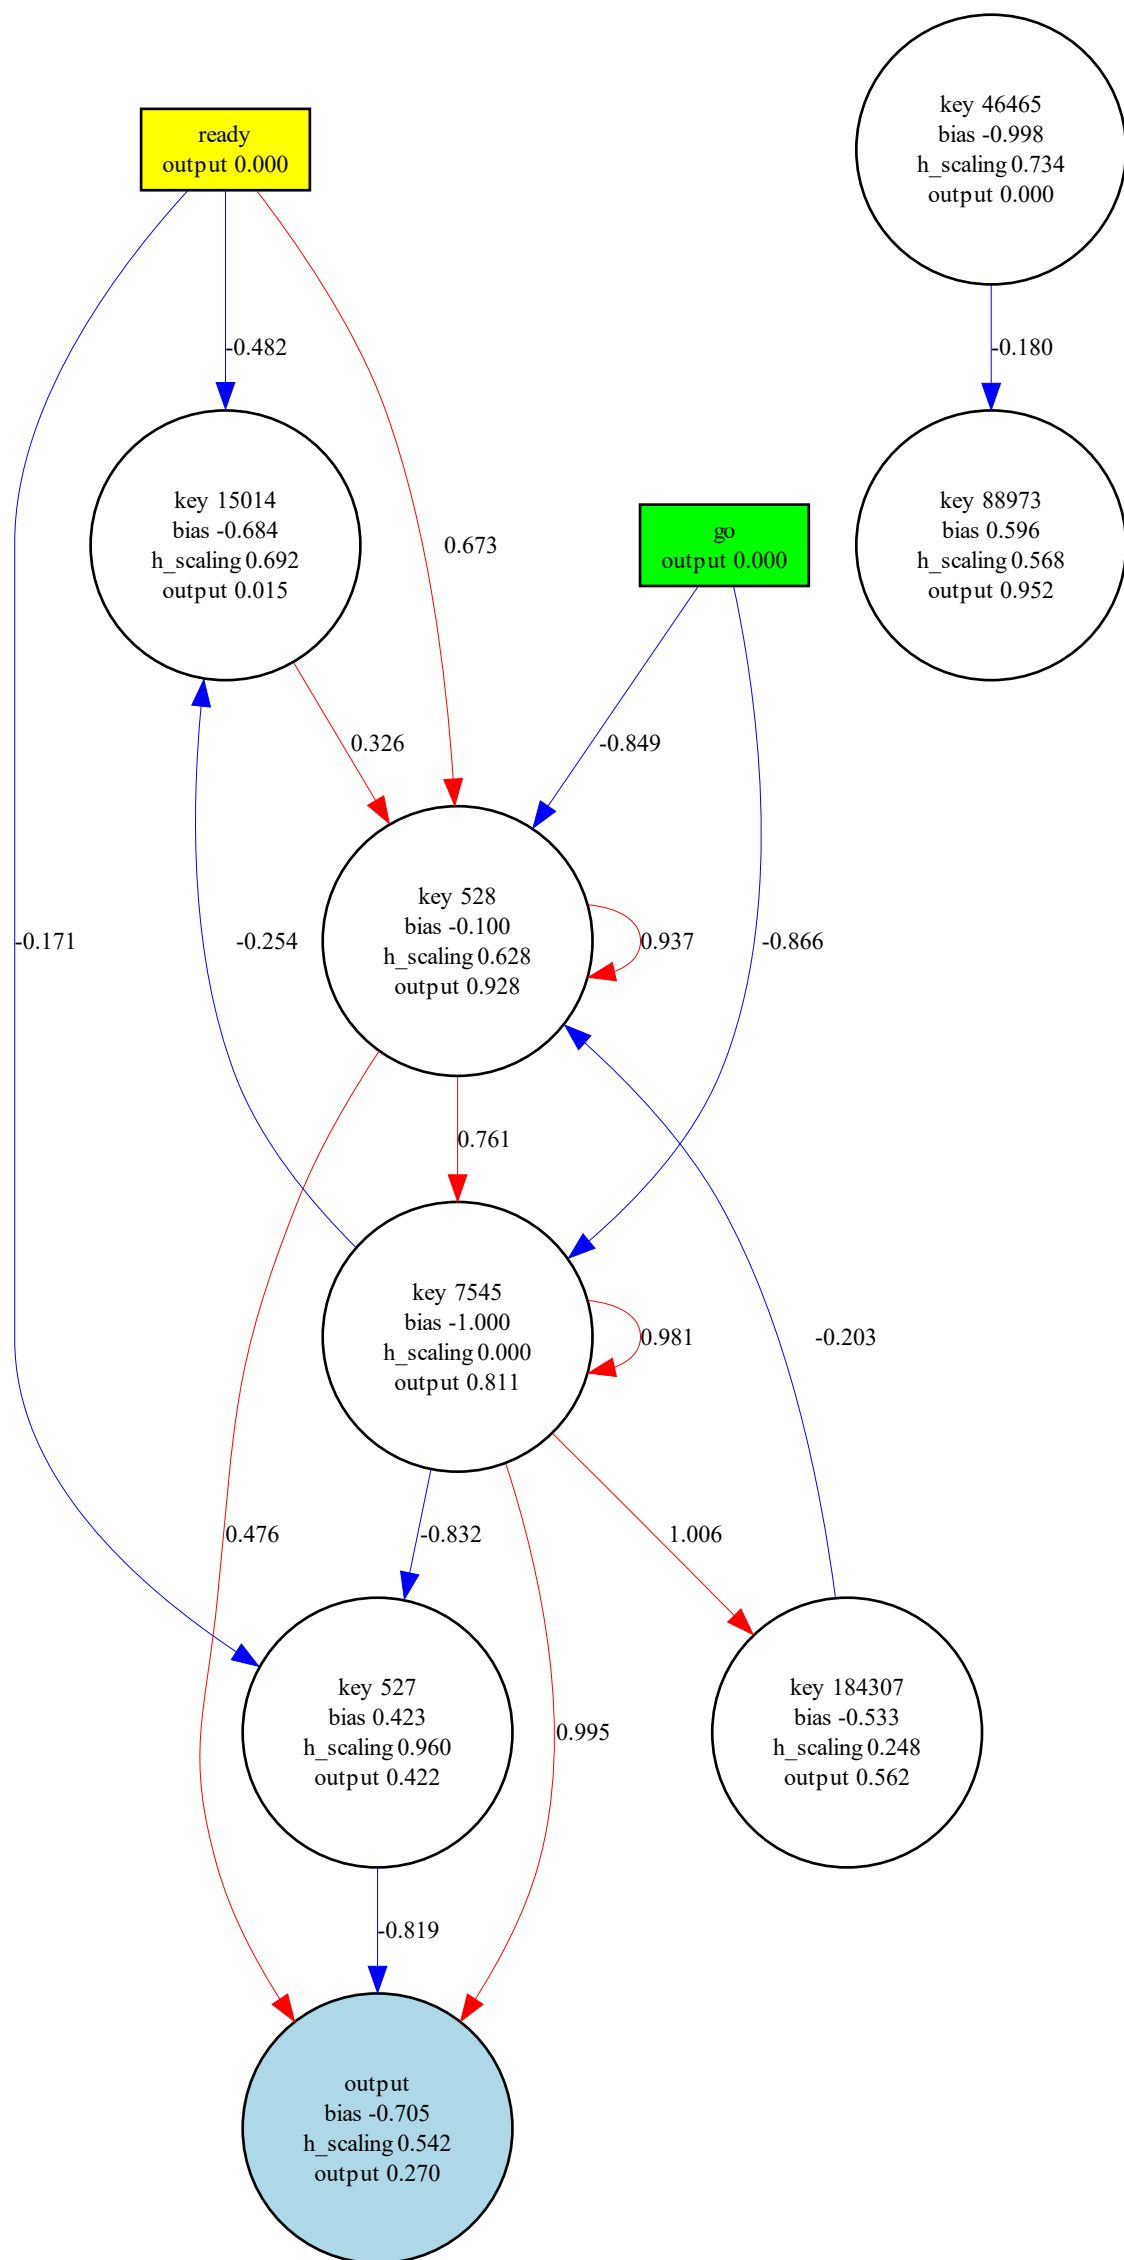 key 46465
bias -0.998
h_scaling 0.734
output 0.000
ready
output 0.000
-0.482
-0.180
key 15014
bias -0.684
h_scaling 0.692
output 0.015
0.673
go
output 0.000
key 88973
bias 0.596
h_scaling 0.568
output 0.952
0.326
-0.849
-0.171
-0.254
key 528
bias -0.100
h_scaling 0.628
output 0.928
0.937
-0.866
0.761
key 7545
bias -1.000
h_scaling 0.000
output 0.811
0.981
-0.203
0.476
-0.832
1.006
key 527
bias 0.423
h_scaling 0.960
output 0.422
0.995
key 184307
bias -0.533
h_scaling 0.248
output 0.562
-0.819
output
bias -0.705
h_scaling 0.542
output 0.270